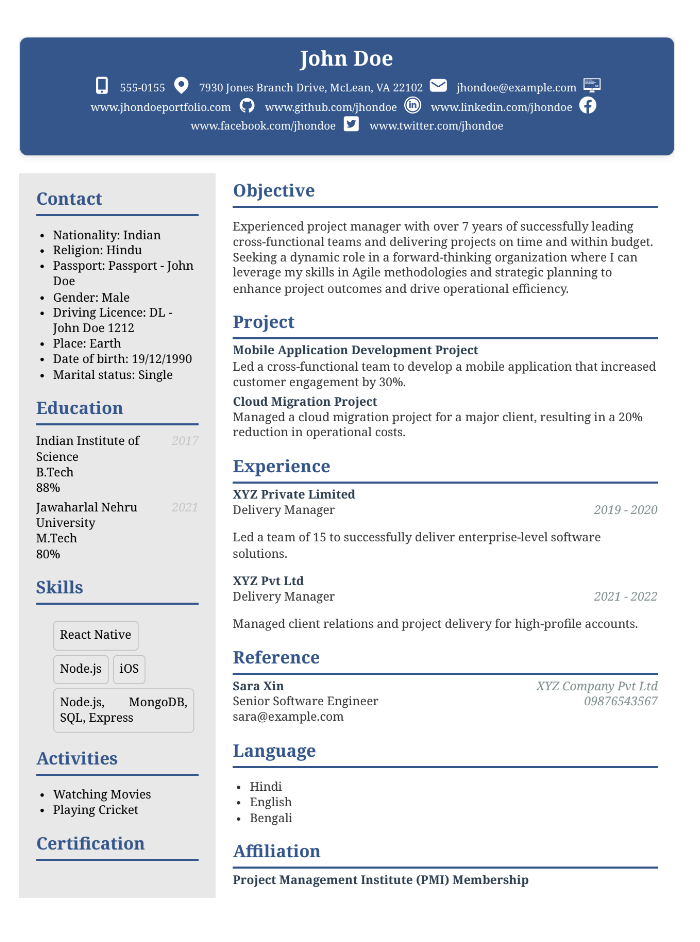 John Doe
555-0155 7930 Jones Branch Drive, McLean, VA 22102 jhondoe@example.com
www.jhondoeportfolio.com www.github.com/jhondoe www.linkedin.com/jhondoe
www.facebook.com/jhondoe www.twitter.com/jhondoe
Contact
• Nationality: Indian
• Religion: Hindu
• Passport: Passport - John
Doe
• Gender: Male
• Driving Licence: DL -
John Doe 1212
• Place: Earth
• Date of birth: 19/12/1990
• Marital status: Single
Education
Indian Institute of 2017
Science
B.Tech
88%
Jawaharlal Nehru 2021
University
M.Tech
80%
Skills
React Native
Node.js iOS
Node.js, MongoDB,
SQL, Express
Activities
• Watching Movies
• Playing Cricket
Certification
Objective
Experienced project manager with over 7 years of successfully leading
cross-functional teams and delivering projects on time and within budget.
Seeking a dynamic role in a forward-thinking organization where I can
leverage my skills in Agile methodologies and strategic planning to
enhance project outcomes and drive operational efficiency.
Project
Mobile Application Development Project
Led a cross-functional team to develop a mobile application that increased
customer engagement by 30%.
Cloud Migration Project
Managed a cloud migration project for a major client, resulting in a 20%
reduction in operational costs.
Experience
XYZ Private Limited
Delivery Manager 2019 - 2020
Led a team of 15 to successfully deliver enterprise-level software
solutions.
XYZ Pvt Ltd
Delivery Manager 2021 - 2022
Managed client relations and project delivery for high-profile accounts.
Reference
Sara Xin XYZ Company Pvt Ltd
Senior Software Engineer 09876543567
sara@example.com
Language
• Hindi
• English
• Bengali
Affiliation
Project Management Institute (PMI) Membership